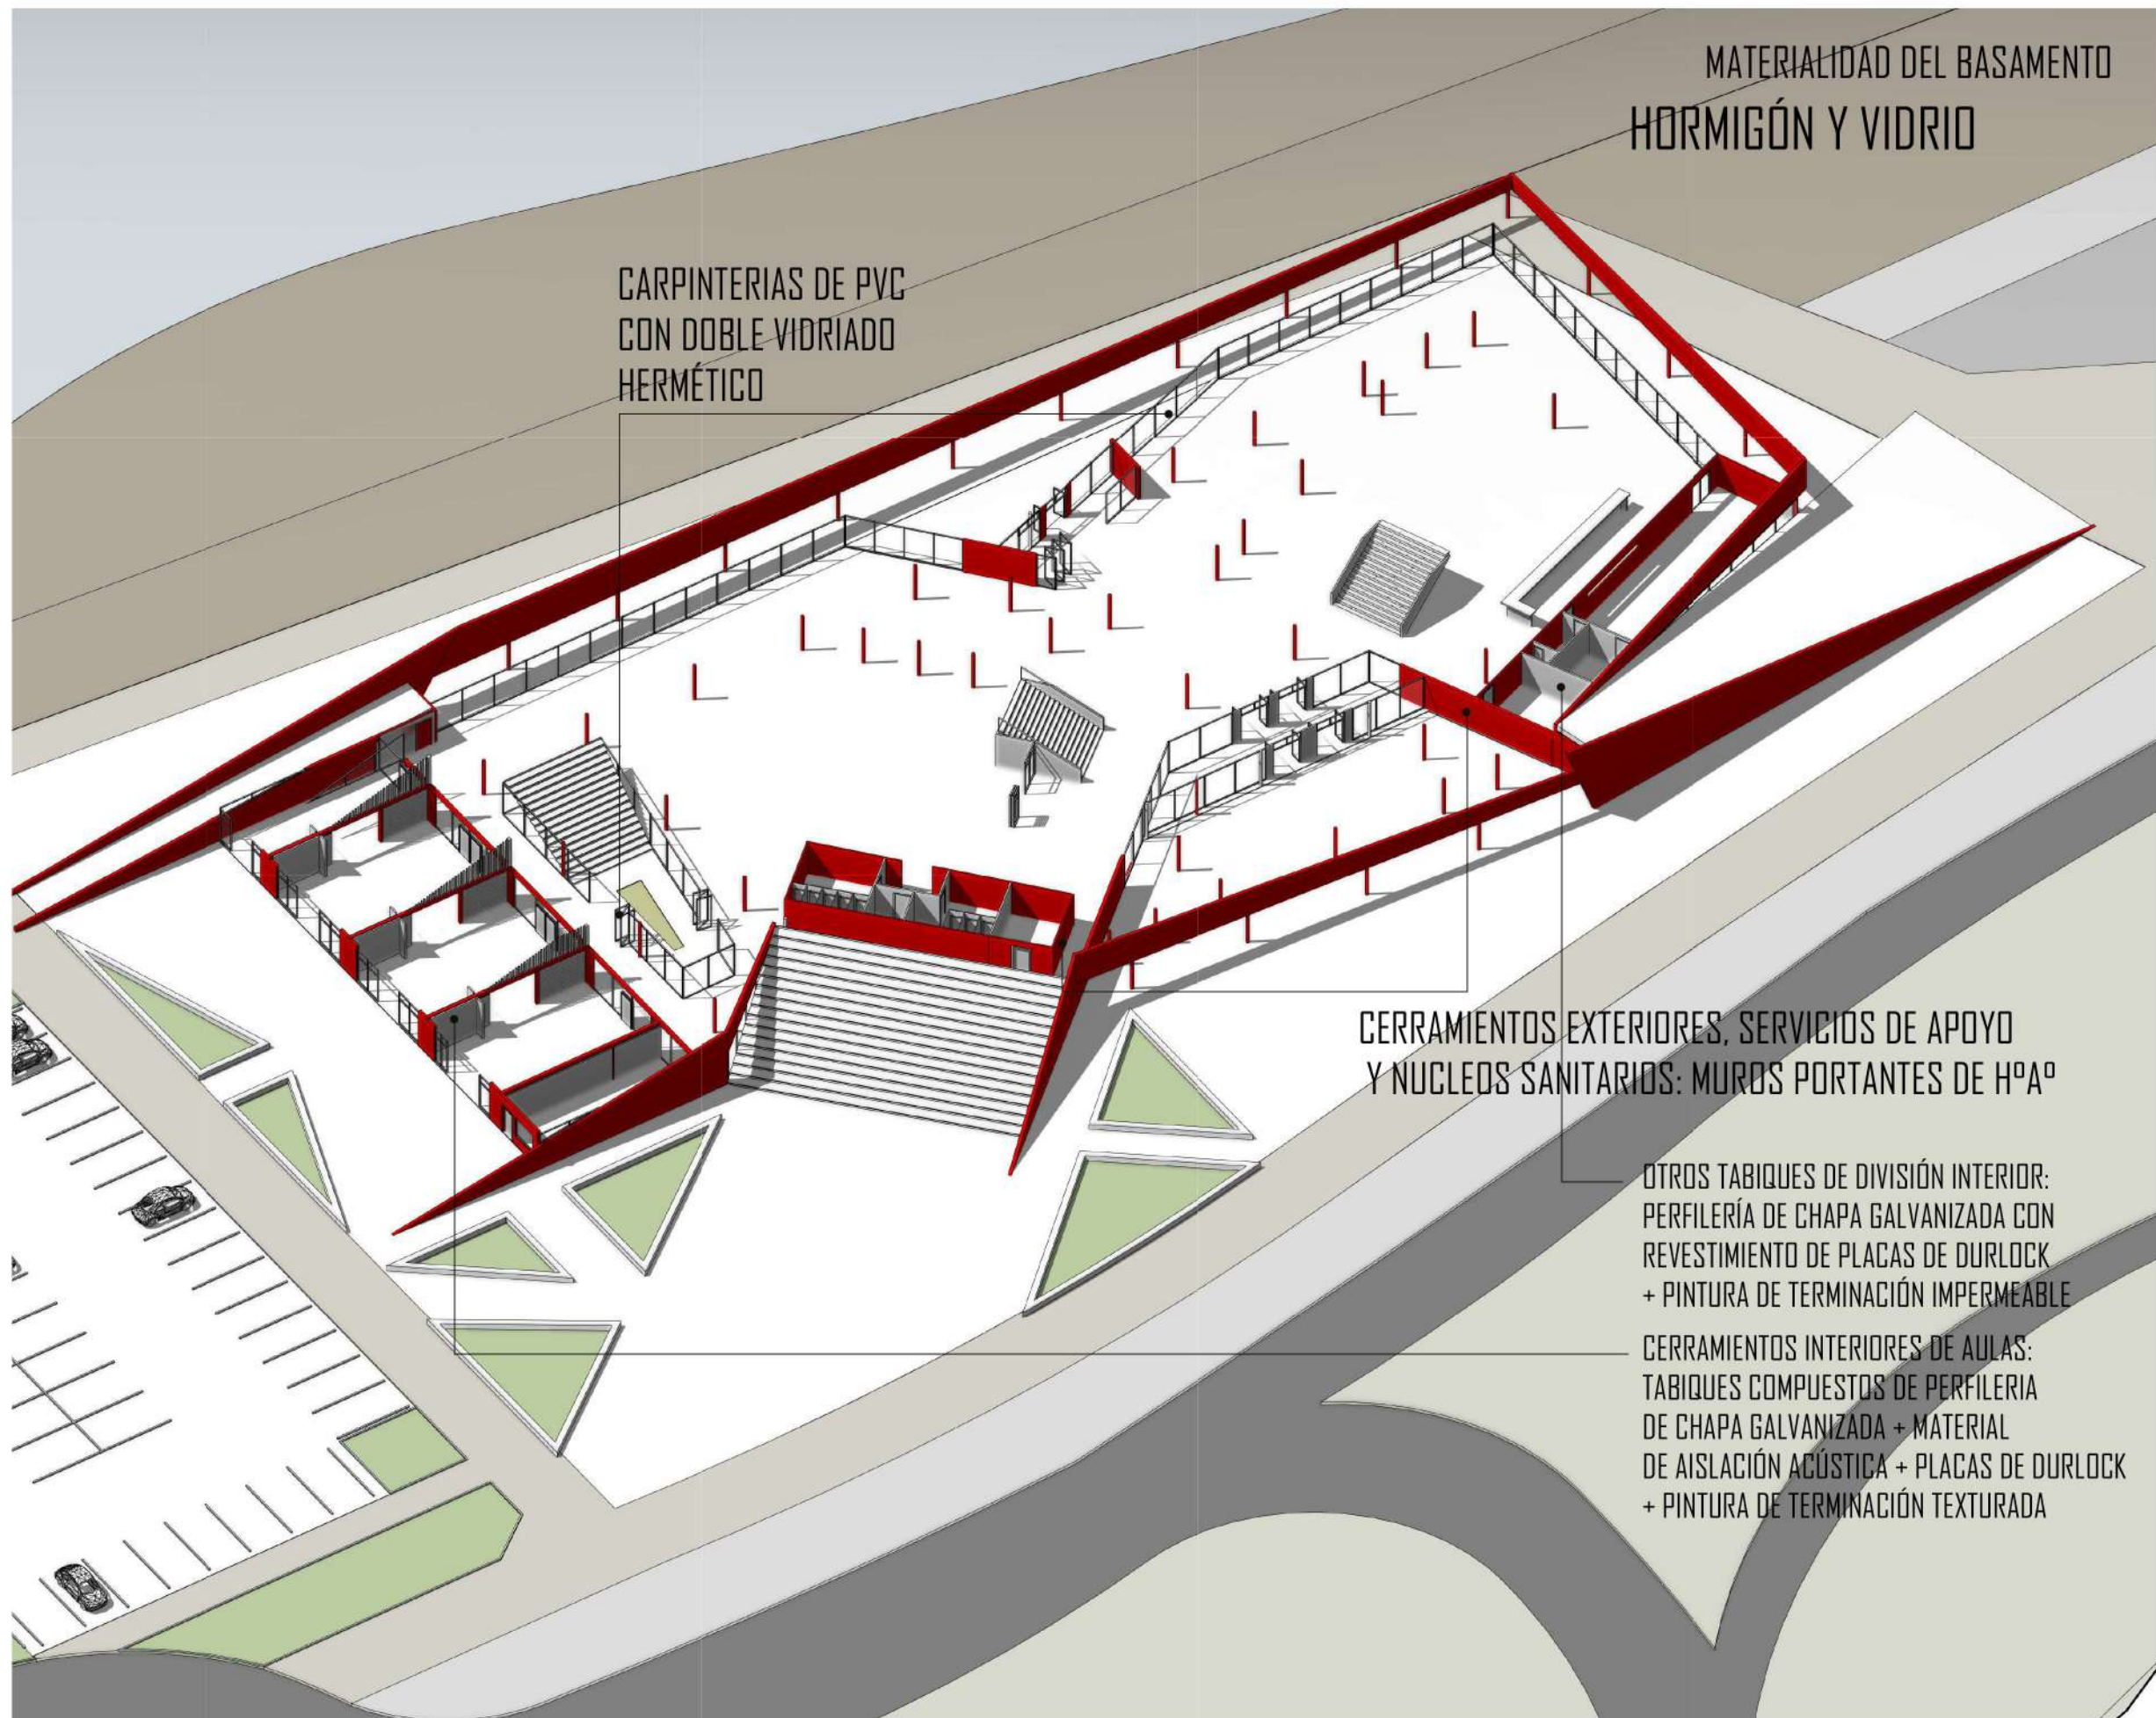 MATERIALIDAD DEL BASAMENTO
HORMIGÓN Y VIDRIO
CARPINTERIAS DE PVC
CON DOBLE VIDRIADO
HERMÉTICO
CERRAMIENTOS EXTERIORES, SERVICIOS DE APOYO
Y NUCLEOS SANITARIOS: MUROS PORTANTES DE HºAº
OTROS TABIQUES DE DIVISIÓN INTERIOR:
PERFILERÍA DE CHAPA GALVANIZADA CON
REVESTIMIENTO DE PLACAS DE DURLOCK
+ PINTURA DE TERMINACIÓN IMPERMEABLE
CERRAMIENTOS INTERIORES DE AULAS:
TABIQUES COMPUESTOS DE PERFILERIA
DE CHAPA GALVANIZADA + MATERIAL
DE AISLACIÓN ACÚSTICA + PLACAS DE DURLOCK
+ PINTURA DE TERMINACIÓN TEXTURADA